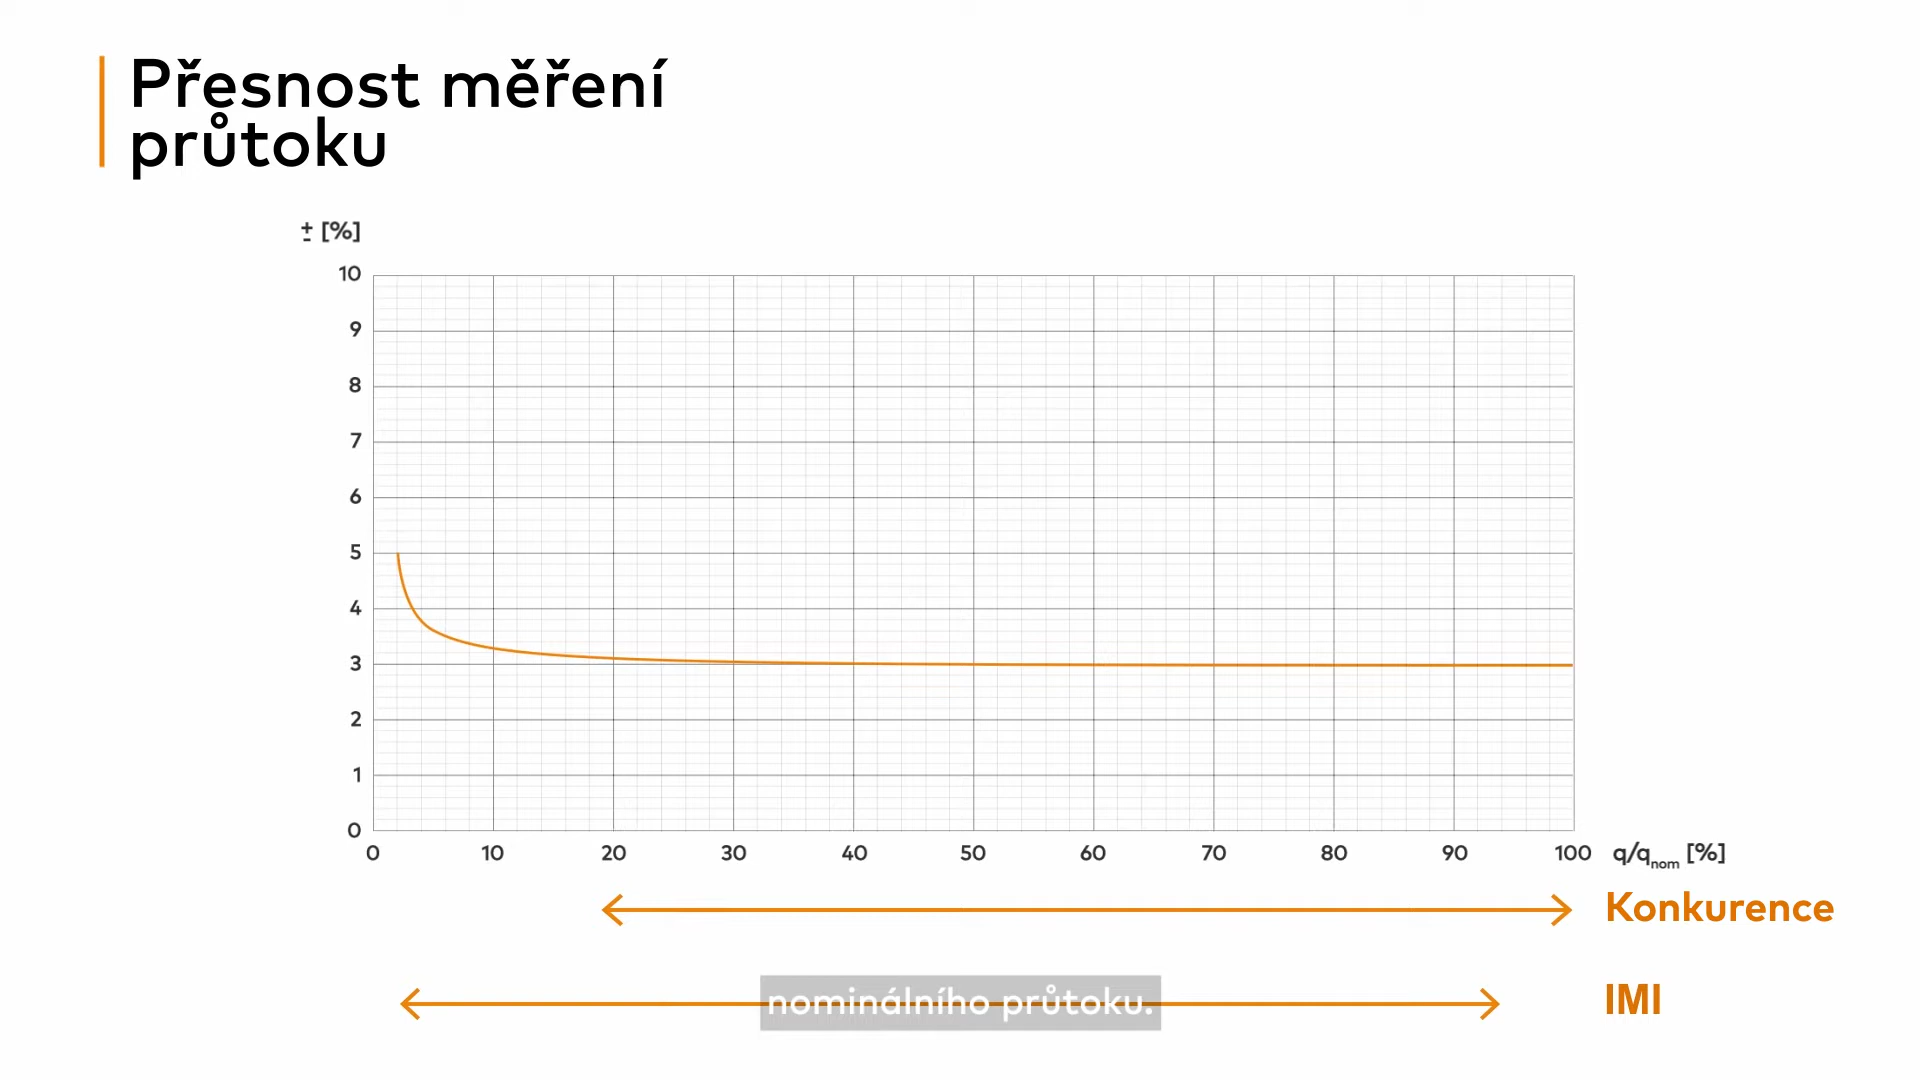 Přesnost měření
průtoku
± [%]
10
9
8
7
6
5
4
3
2
1
0
0 10 20 30 40 50 60 70 80 90 100 q/qnom [%]
Konkurence
nominálního průtoku.
IMI